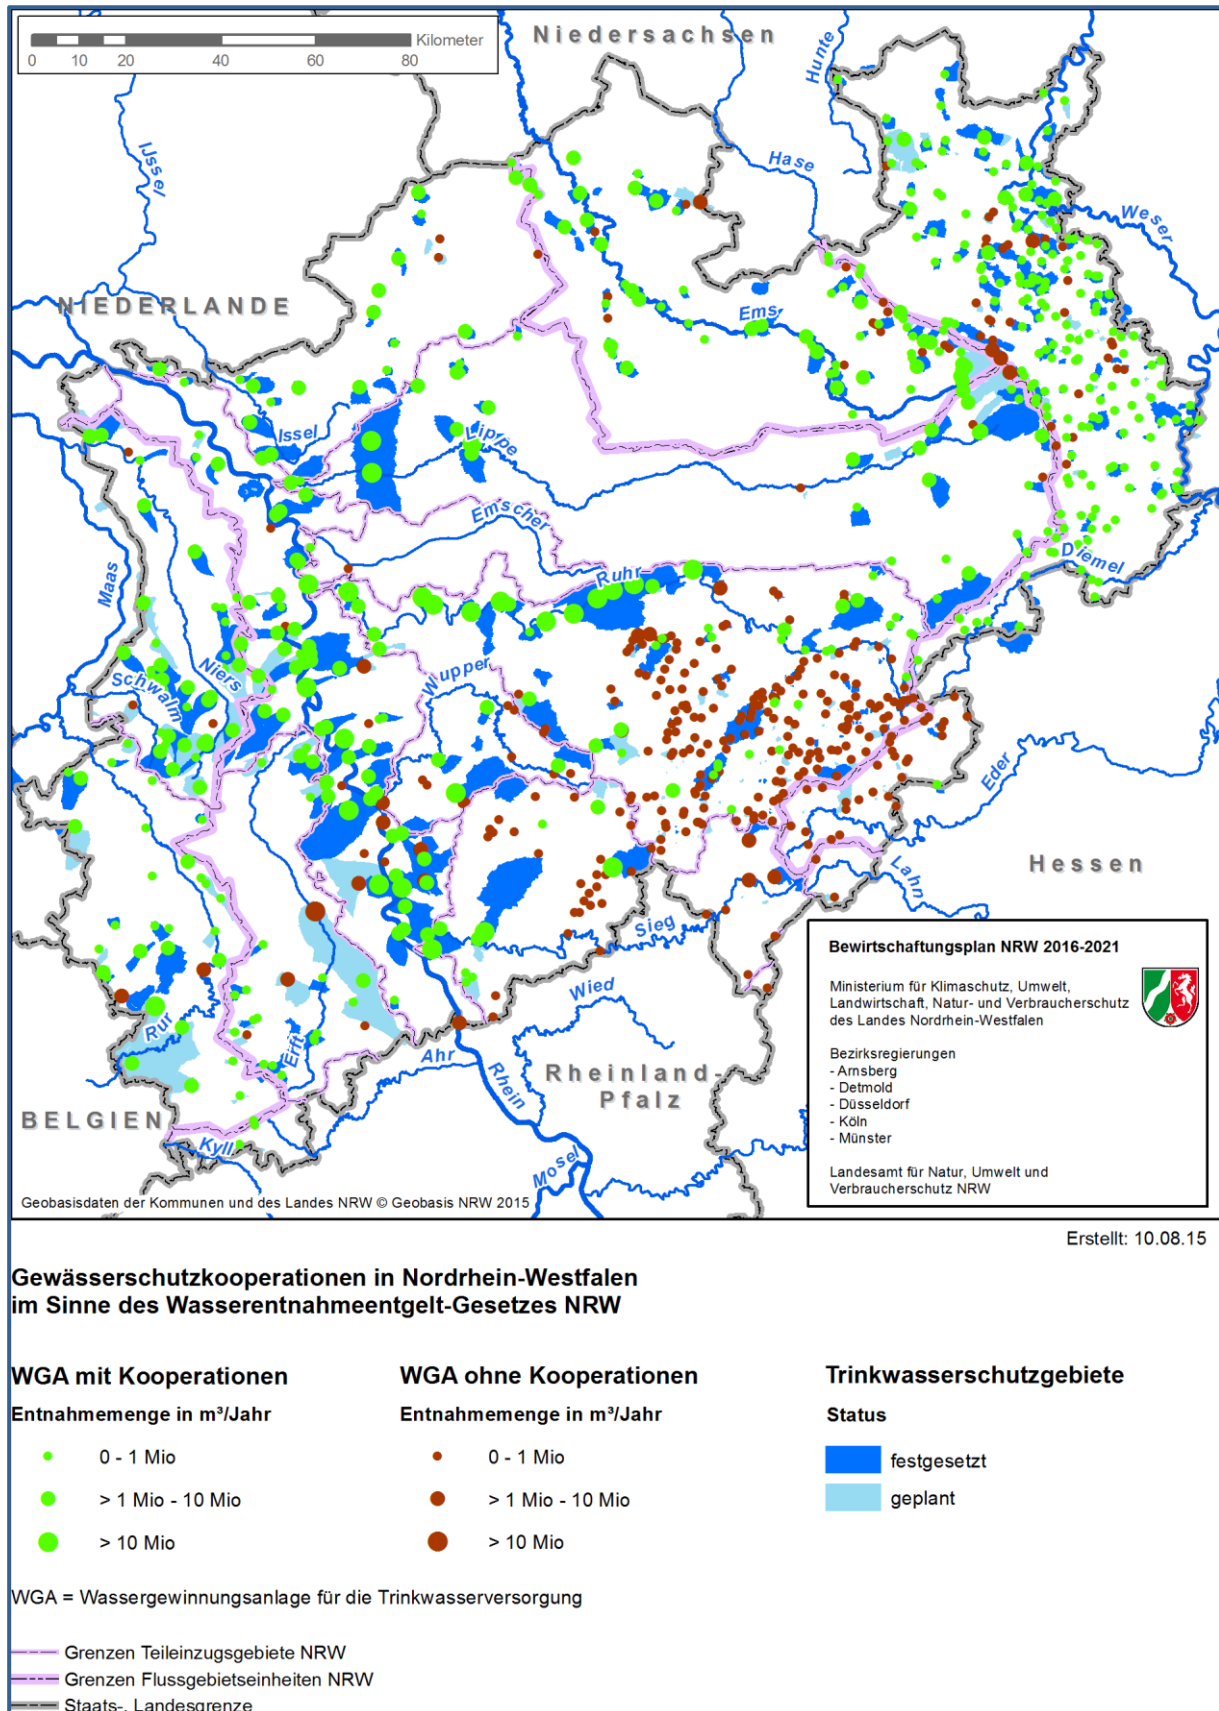 Kilometer
0 10 20 40 60 80
Niedersachsen
Hunte
IJssel
Hase
Weser
NIEDERLANDE
Ems
Issel
Lippe
Emscher
Ruhr
Diemel
Maas
Niers
Schwalm
Wupper
Eder
Hessen
Lahn
Sieg
Wied
Rur
Erft
Ahr
Rhein
Rheinland-
Pfalz
BELGIEN
Kyll
Mosel
Bewirtschaftungsplan NRW 2016-2021
Ministerium für Klimaschutz, Umwelt,
Landwirtschaft, Natur- und Verbraucherschutz
des Landes Nordrhein-Westfalen
Bezirksregierungen
- Arnsberg
- Detmold
- Düsseldorf
- Köln
- Münster
Landesamt für Natur, Umwelt und
Verbraucherschutz NRW
Geobasisdaten der Kommunen und des Landes NRW © Geobasis NRW 2015
Erstellt: 10.08.15
Gewässerschutzkooperationen in Nordrhein-Westfalen
im Sinne des Wasserentnahmeentgelt-Gesetzes NRW
WGA mit Kooperationen
Entnahmemenge in m³/Jahr
0 - 1 Mio
> 1 Mio - 10 Mio
> 10 Mio
WGA ohne Kooperationen
Entnahmemenge in m³/Jahr
0 - 1 Mio
> 1 Mio - 10 Mio
> 10 Mio
Trinkwasserschutzgebiete
Status
festgesetzt
geplant
WGA = Wassergewinnungsanlage für die Trinkwasserversorgung
Grenzen Teileinzugsgebiete NRW
Grenzen Flussgebietseinheiten NRW
Staats-, Landesgrenze